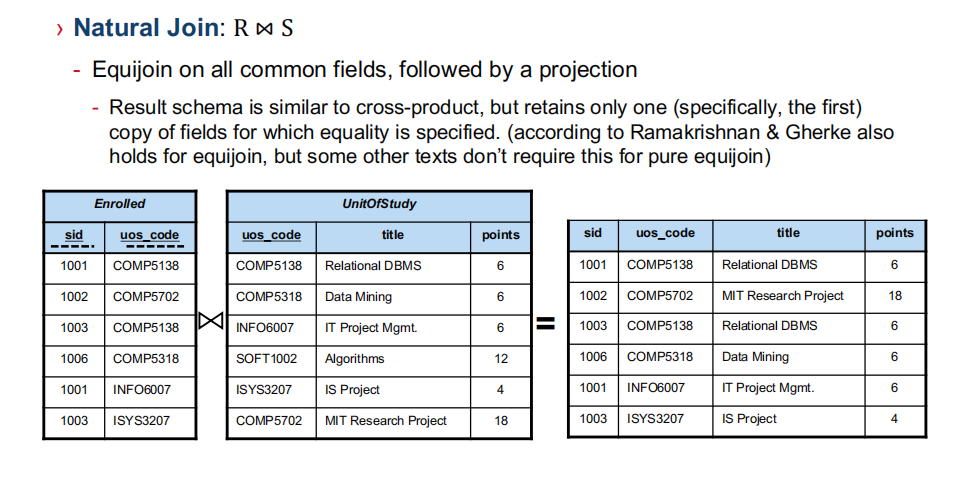 › Natural Join: R ⋈ S
- Equijoin on all common fields, followed by a projection
- Result schema is similar to cross-product, but retains only one (specifically, the first)
copy of fields for which equality is specified. (according to Ramakrishnan & Gherke also
holds for equijoin, but some other texts don't require this for pure equijoin)
Enrolled
sid uos_code
1001 COMP5138
1002 COMP5702
1003 COMP5138
1006 COMP5318
1001 INFO6007
1003 ISYS3207
⋈
UnitOfStudy
uos_code title points
COMP5138 Relational DBMS 6
COMP5318 Data Mining 6
INFO6007 IT Project Mgmt. 6
SOFT1002 Algorithms 12
ISYS3207 IS Project 4
COMP5702 MIT Research Project 18
=
sid uos_code title points
1001 COMP5138 Relational DBMS 6
1002 COMP5702 MIT Research Project 18
1003 COMP5138 Relational DBMS 6
1006 COMP5318 Data Mining 6
1001 INFO6007 IT Project Mgmt. 6
1003 ISYS3207 IS Project 4